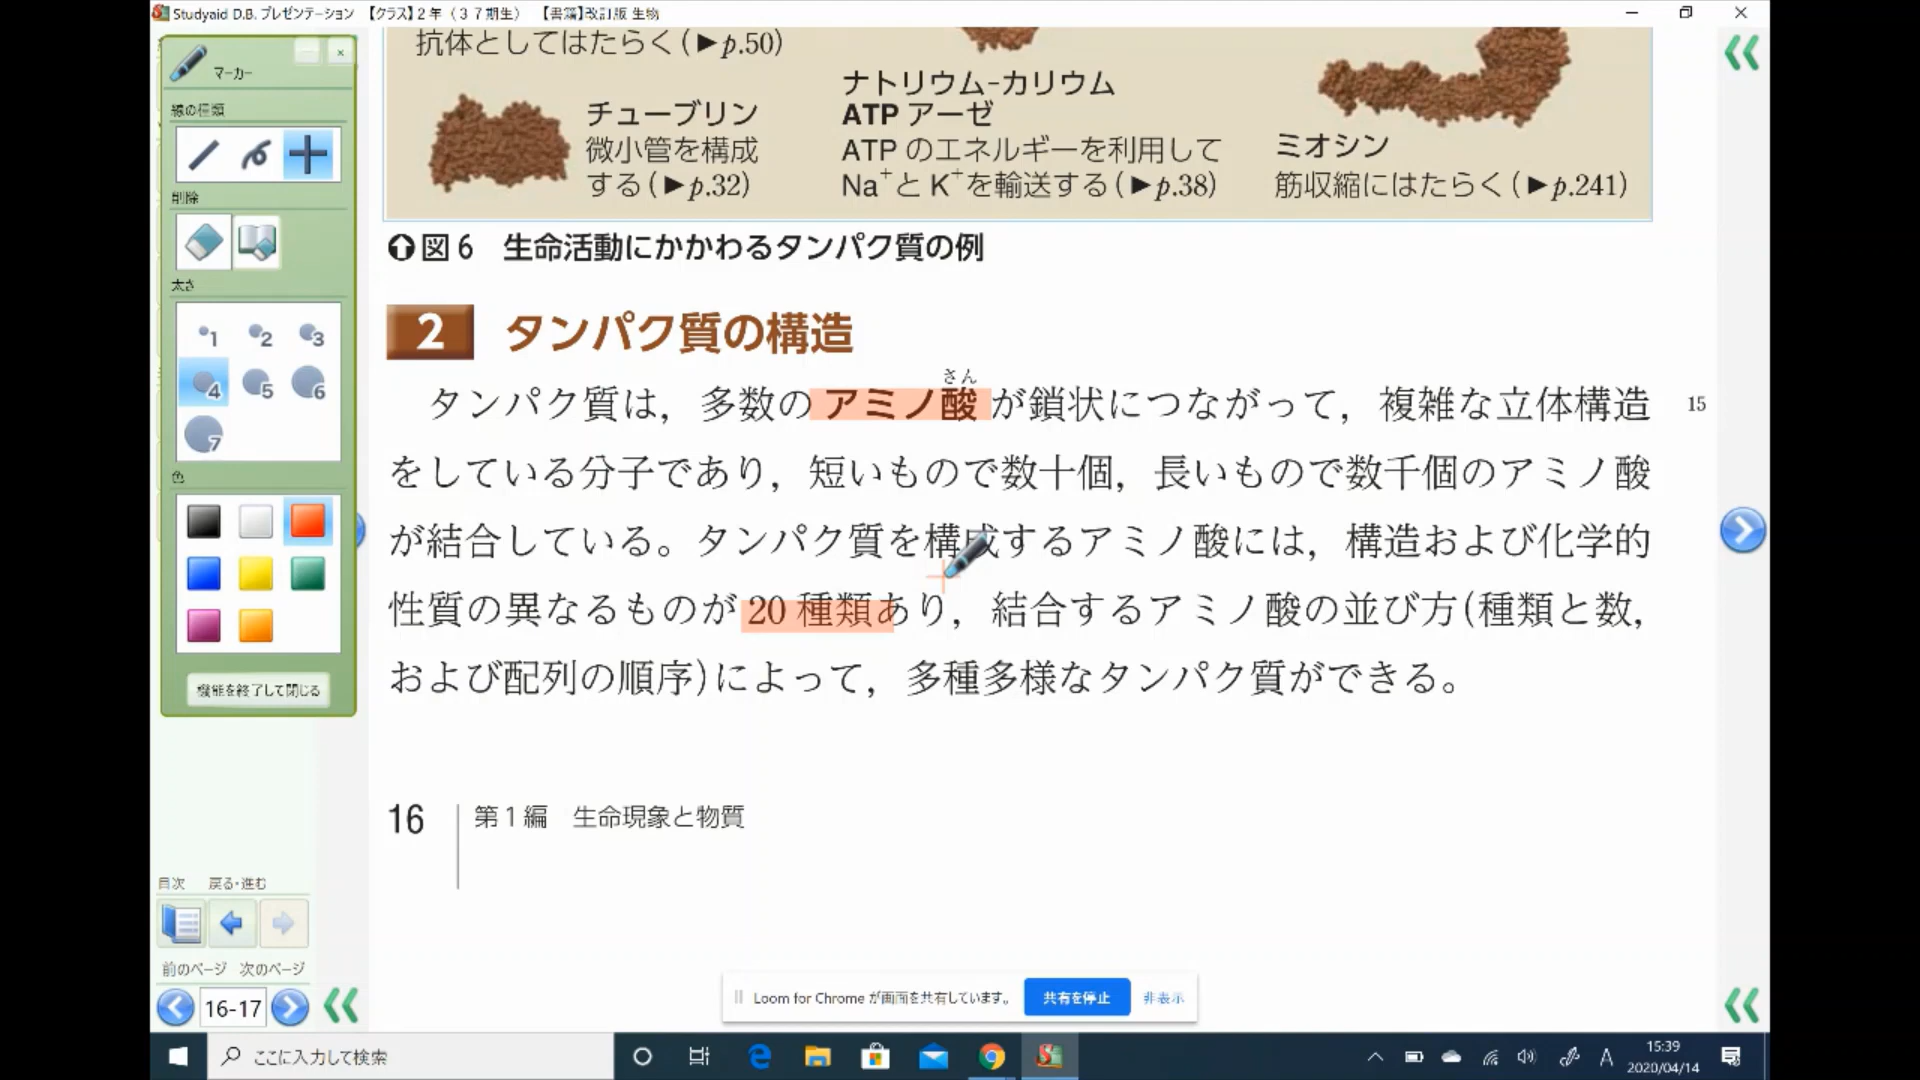 Studyaid D.B. プレゼンテーション 【クラス】２年（３７期生） 【書籍】改訂版 生物
マーカー
線の種類
削除
太さ
1 2 3
4 5 6
7
色
機能を終了して閉じる
目次 戻る・進む
前のページ 次のページ
16-17
抗体としてはたらく(▶p.50)
チューブリン
微小管を構成
する(▶p.32)
ナトリウム-カリウム
ATP アーゼ
ATP のエネルギーを利用して
Na⁺と K⁺を輸送する(▶p.38)
ミオシン
筋収縮にはたらく(▶p.241)
図 6 生命活動にかかわるタンパク質の例
2 タンパク質の構造
さん
タンパク質は，多数のアミノ酸が鎖状につながって，複雑な立体構造 15
をしている分子であり，短いもので数十個，長いもので数千個のアミノ酸
が結合している。タンパク質を構成するアミノ酸には，構造および化学的
性質の異なるものが 20 種類あり，結合するアミノ酸の並び方(種類と数，
および配列の順序)によって，多種多様なタンパク質ができる。
16 第１編 生命現象と物質
Loom for Chrome が画面を共有しています。 共有を停止 非表示
ここに入力して検索
A
15:39
2020/04/14